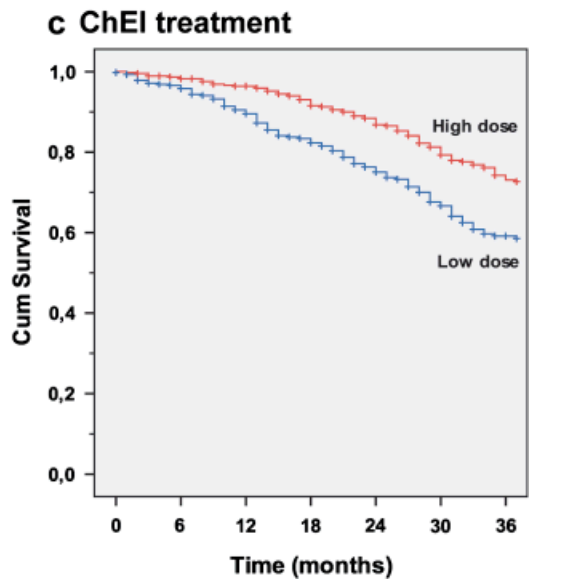 c ChEI treatment
Cum Survival
1,0
0,8
0,6
0,4
0,2
0,0
High dose
Low dose
0 6 12 18 24 30 36
Time (months)